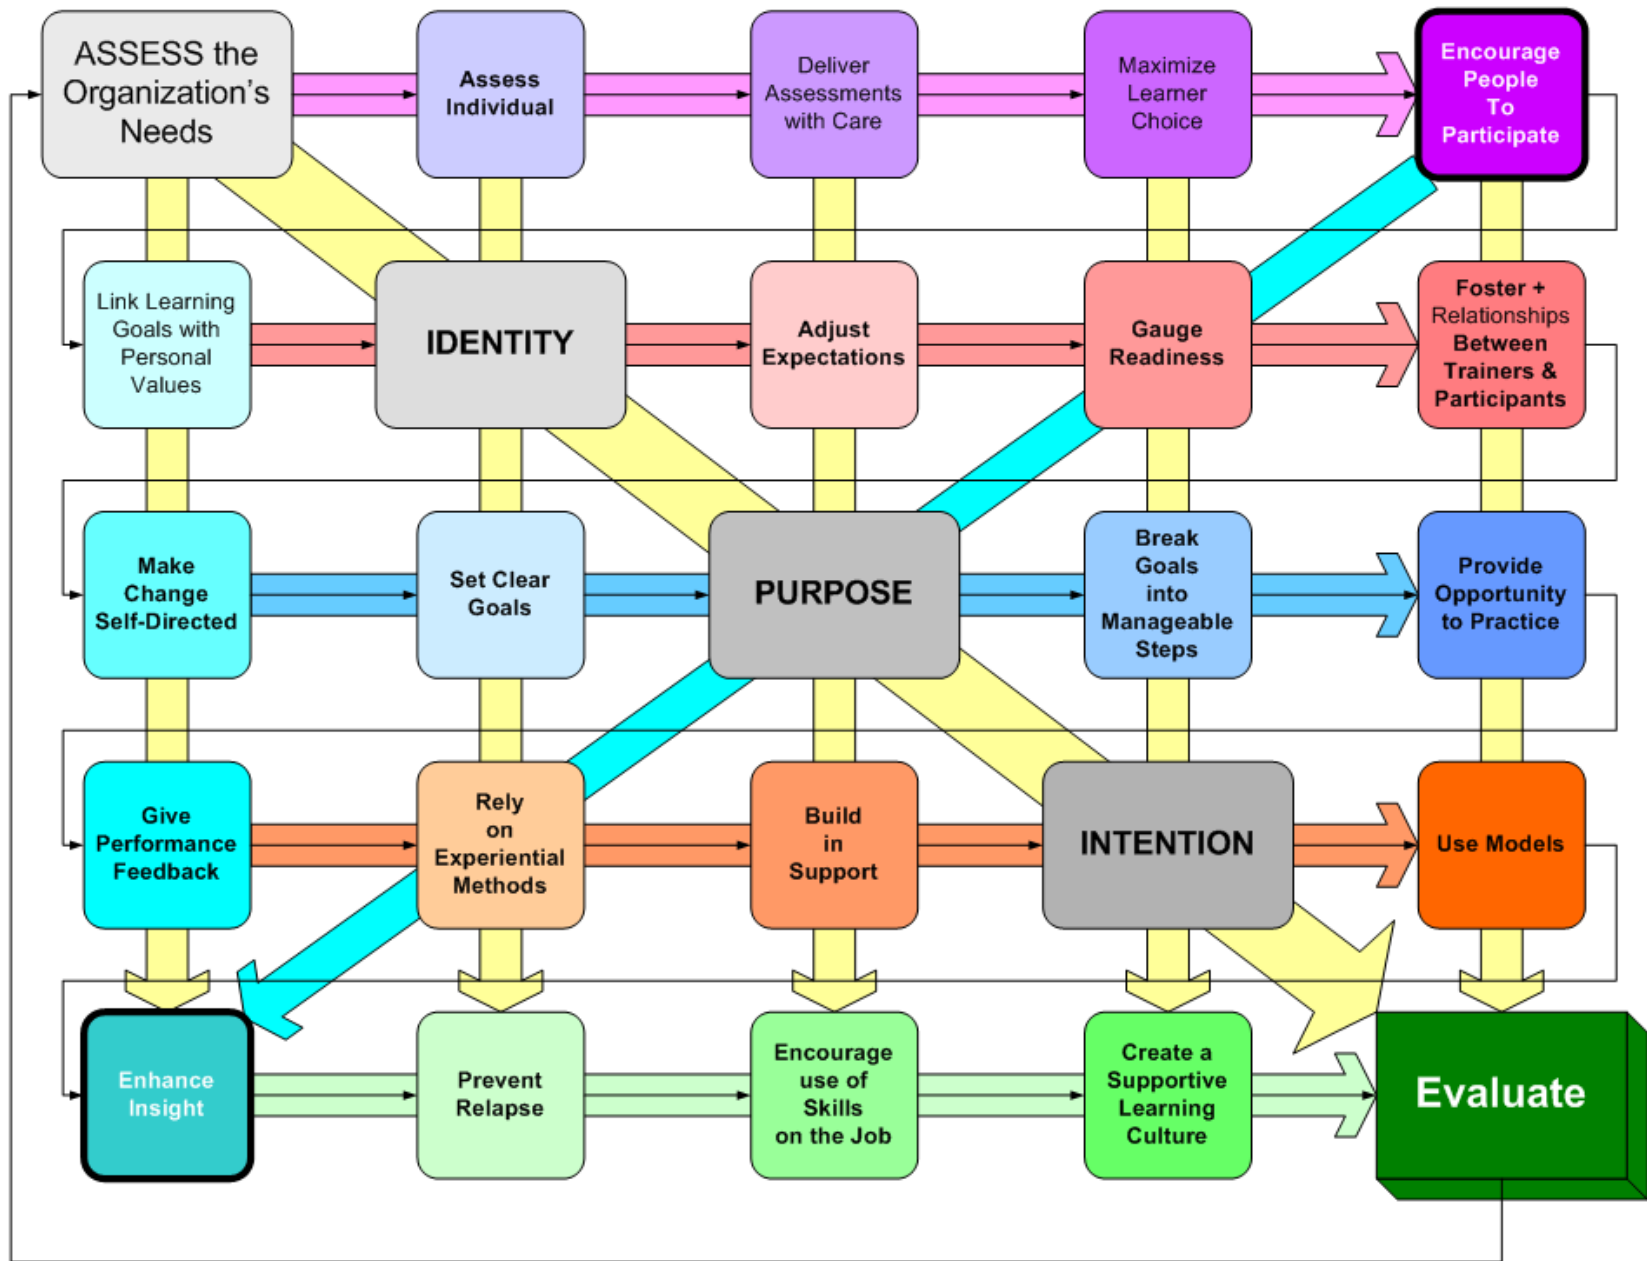 ASSESS the
Organization's
Needs
Assess
Individual
Deliver
Assessments
with Care
Maximize
Learner
Choice
Encourage
People
To
Participate
Link Learning
Goals with
Personal
Values
IDENTITY
Adjust
Expectations
Gauge
Readiness
Foster +
Relationships
Between
Trainers &
Participants
Make
Change
Self-Directed
Set Clear
Goals
PURPOSE
Break
Goals
into
Manageable
Steps
Provide
Opportunity
to Practice
Give
Performance
Feedback
Rely
on
Experiential
Methods
Build
in
Support
INTENTION
Use Models
Enhance
Insight
Prevent
Relapse
Encourage
use of
Skills
on the Job
Create a
Supportive
Learning
Culture
Evaluate